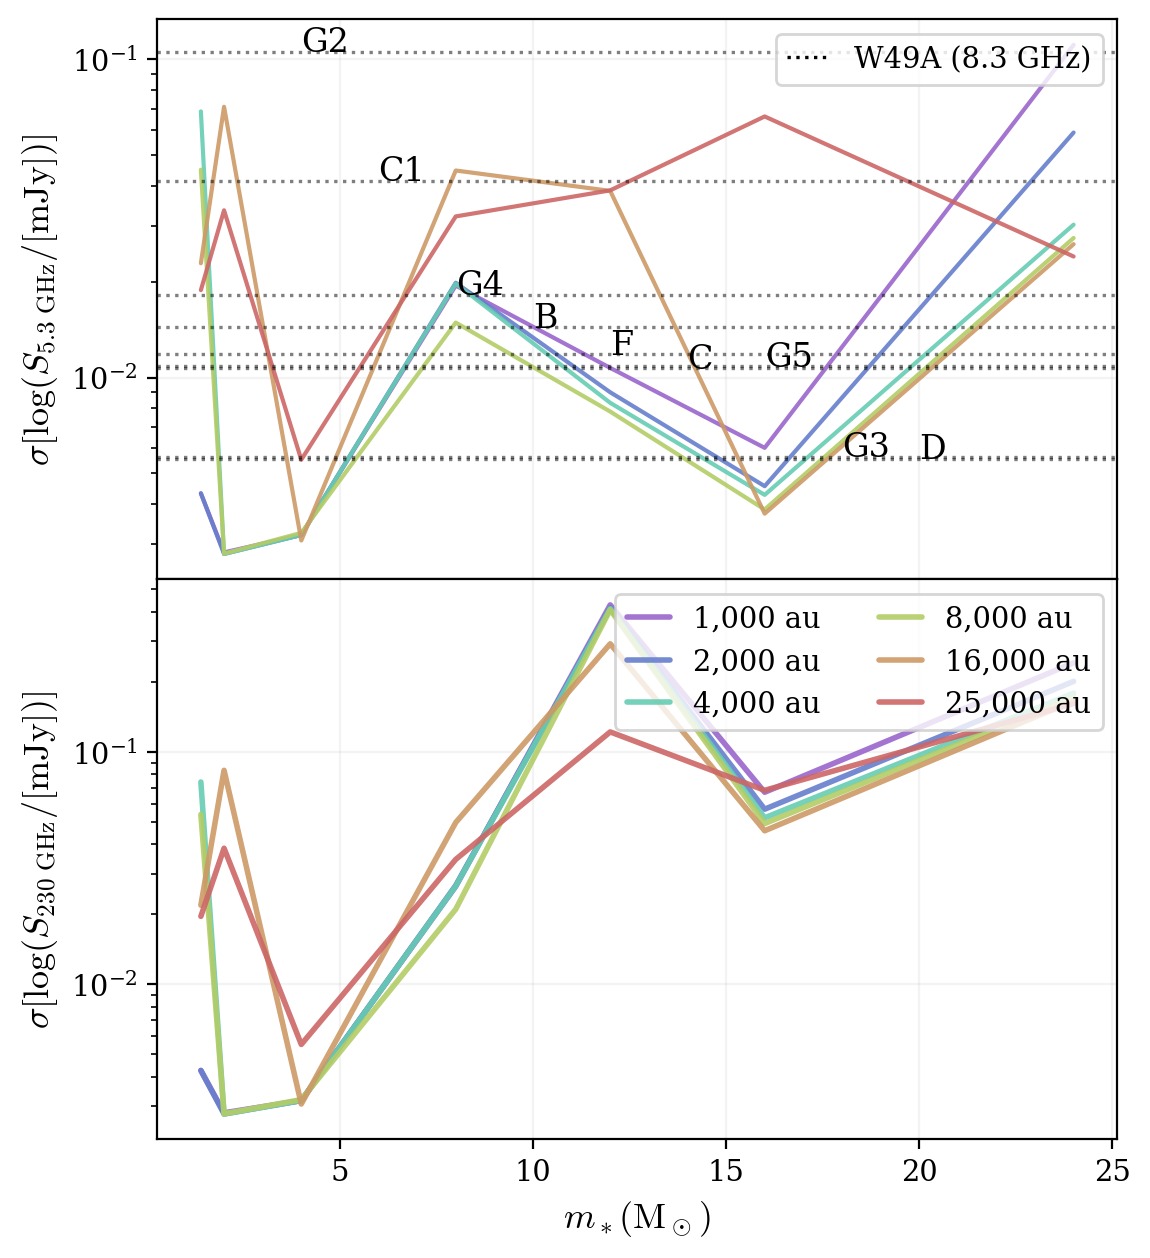 G2
10⁻¹
W49A (8.3 GHz)
C1
G4
B
F
C
G5
10⁻²
G3
D
σ[log(S₅.₃ GHz/[mJy])]
1,000 au
8,000 au
2,000 au
16,000 au
4,000 au
25,000 au
10⁻¹
10⁻²
σ[log(S₂₃₀ GHz/[mJy])]
5
10
15
20
25
m∗(M⊙)